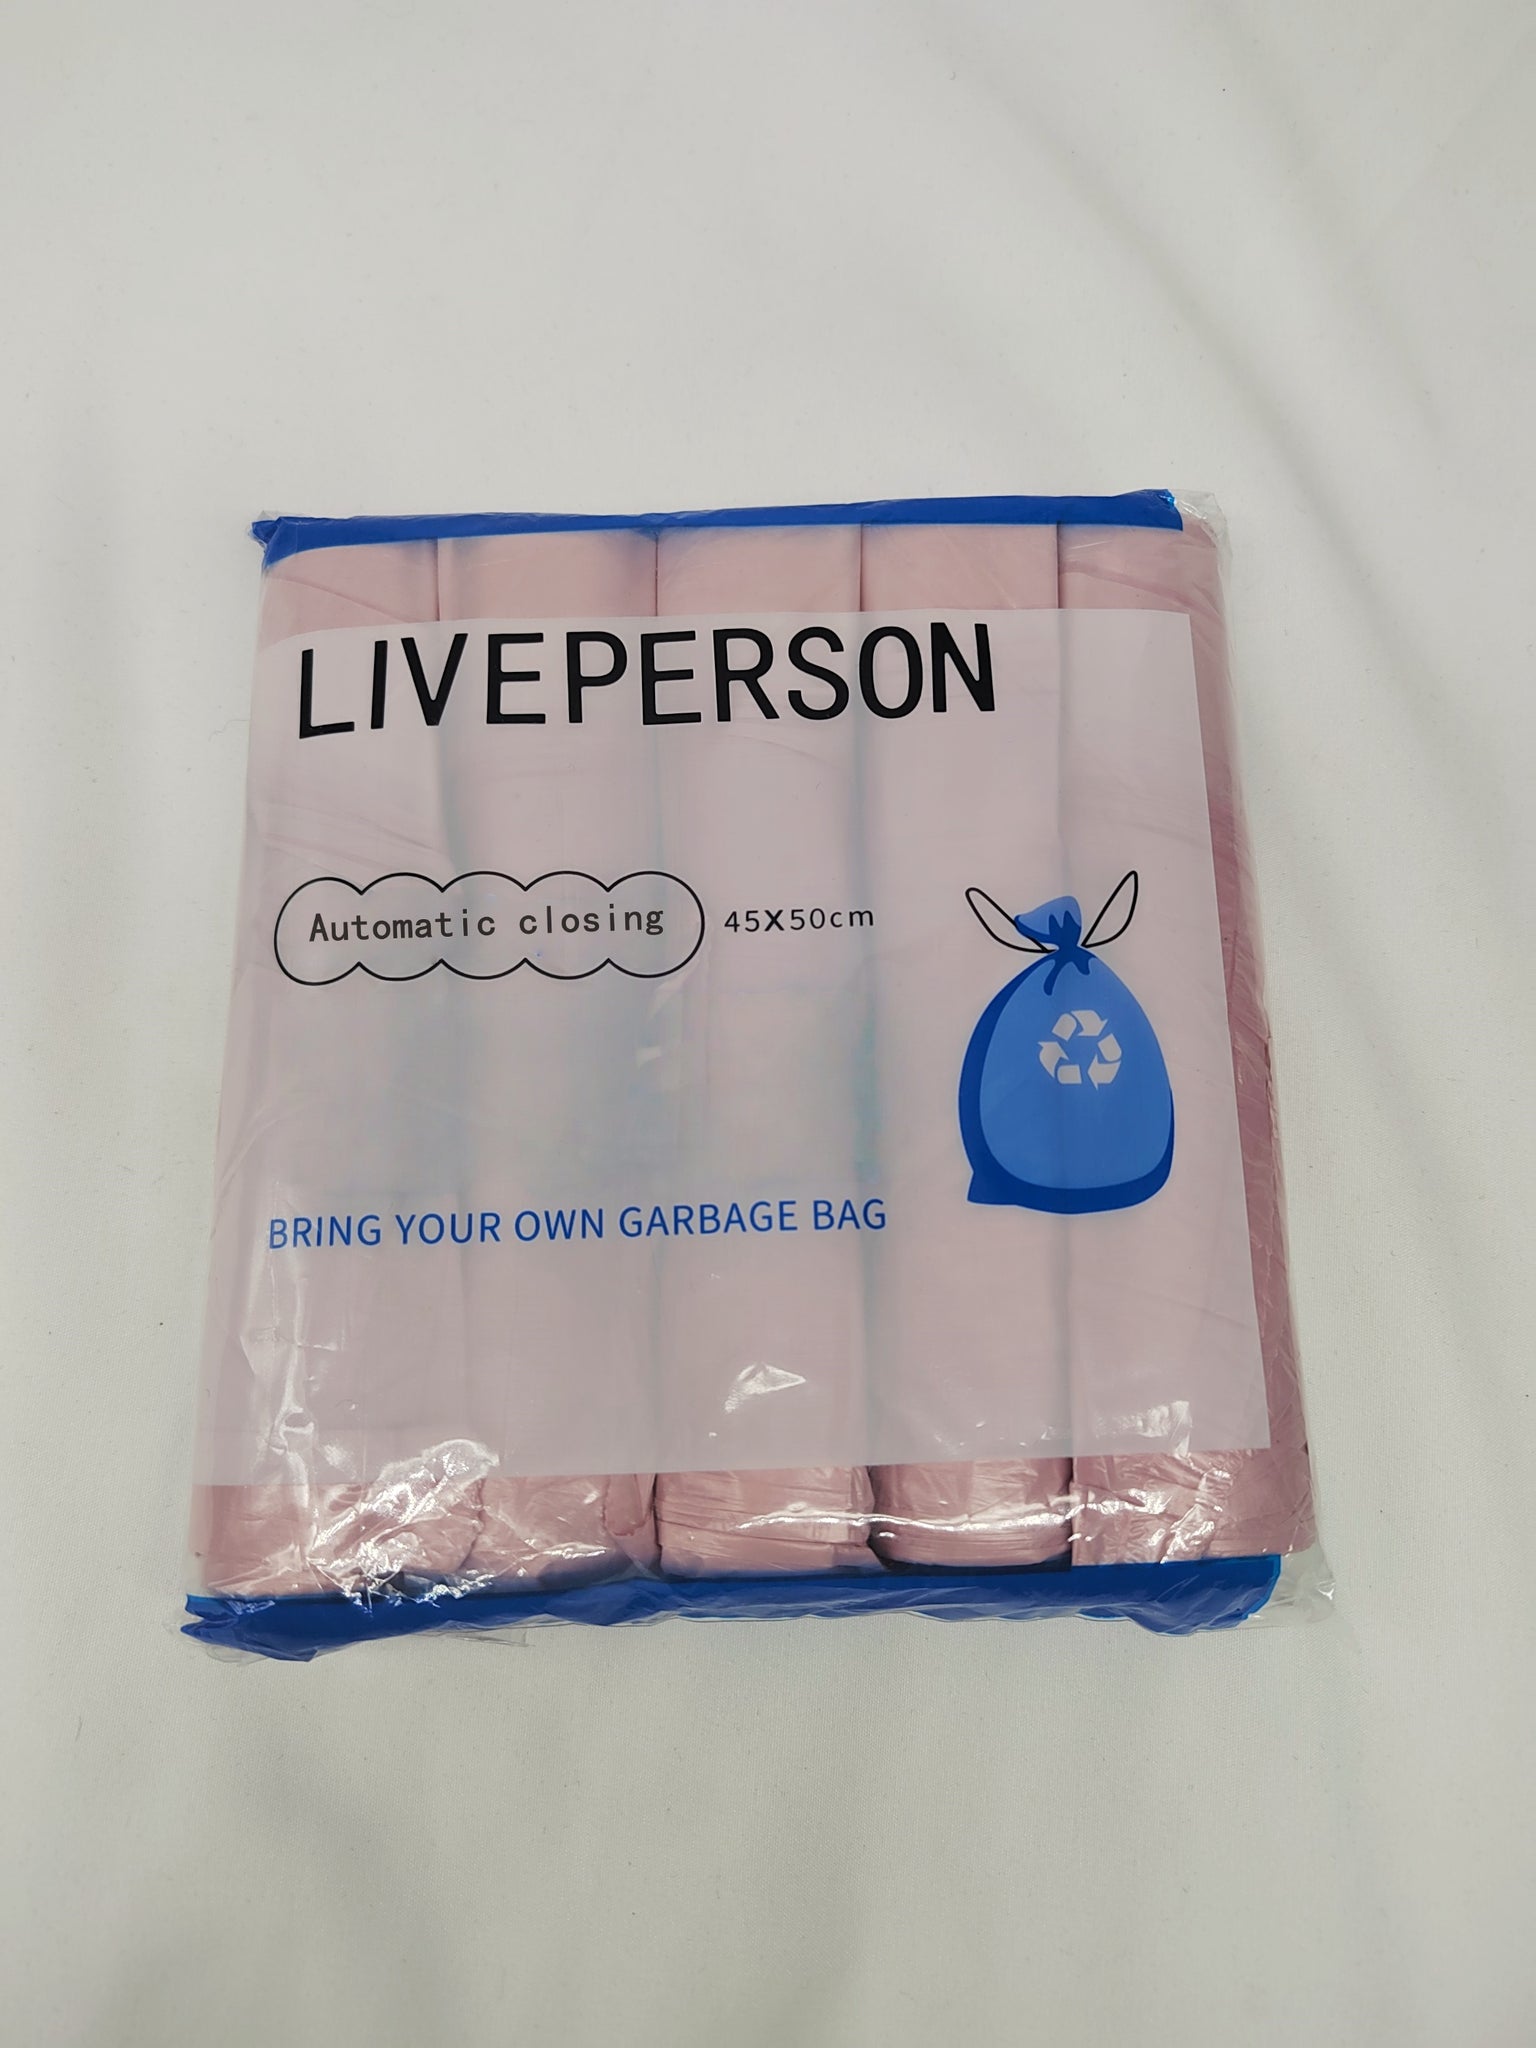 LIVEPERSON
Automatic closing 45X50cm
BRING YOUR OWN GARBAGE BAG